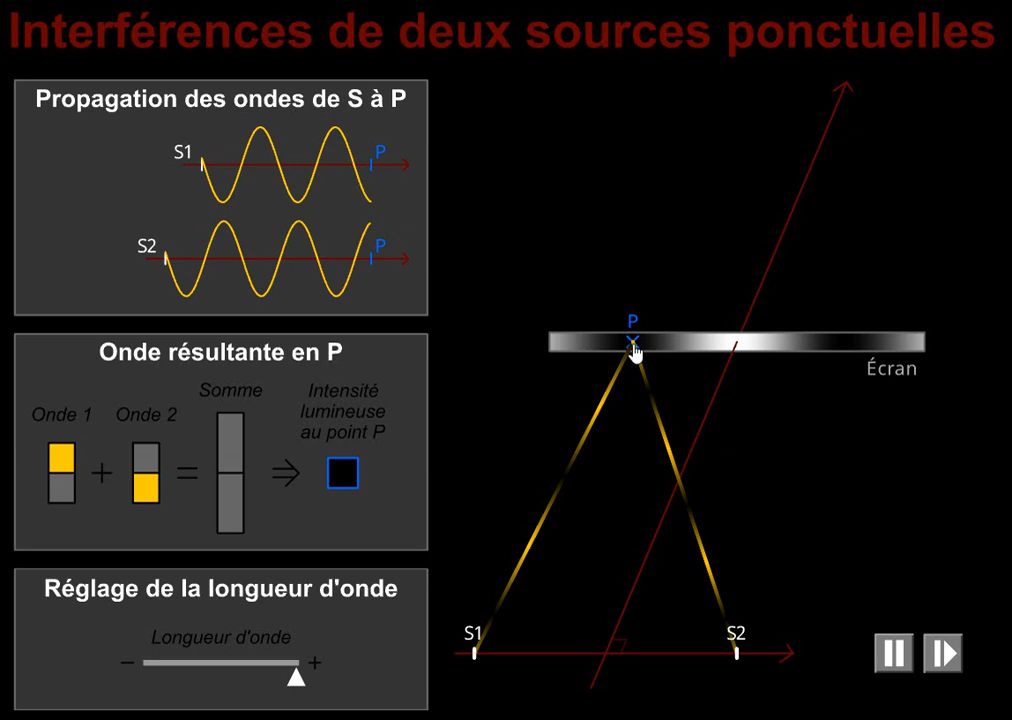 Interférences de deux sources ponctuelles
Propagation des ondes de S à P
S1
P
S2
P
Onde résultante en P
Onde 1
Onde 2
Somme
Intensité
lumineuse
au point P
+
=
⇒
Réglage de la longueur d'onde
Longueur d'onde
−
+
P
Écran
S1
S2